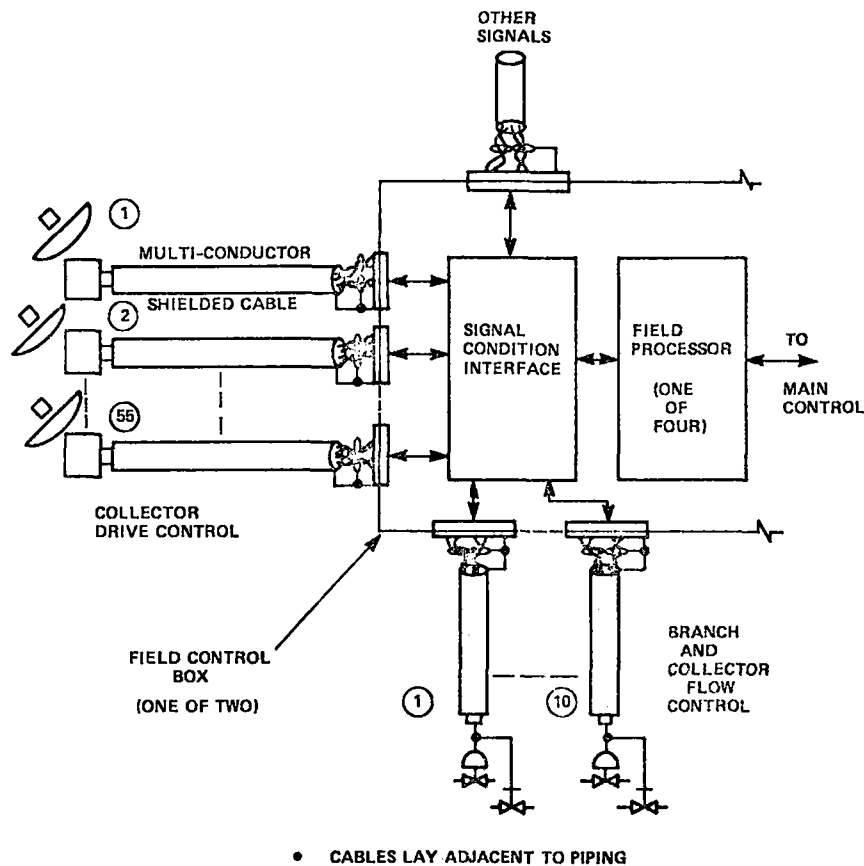 OTHER
SIGNALS
1
MULTI-CONDUCTOR
SHIELDED CABLE
2
55
COLLECTOR
DRIVE CONTROL
SIGNAL
CONDITION
INTERFACE
FIELD
PROCESSOR
(ONE
OF
FOUR)
TO
MAIN
CONTROL
FIELD CONTROL
BOX
(ONE OF TWO)
1
10
BRANCH
AND
COLLECTOR
FLOW
CONTROL
• CABLES LAY ADJACENT TO PIPING